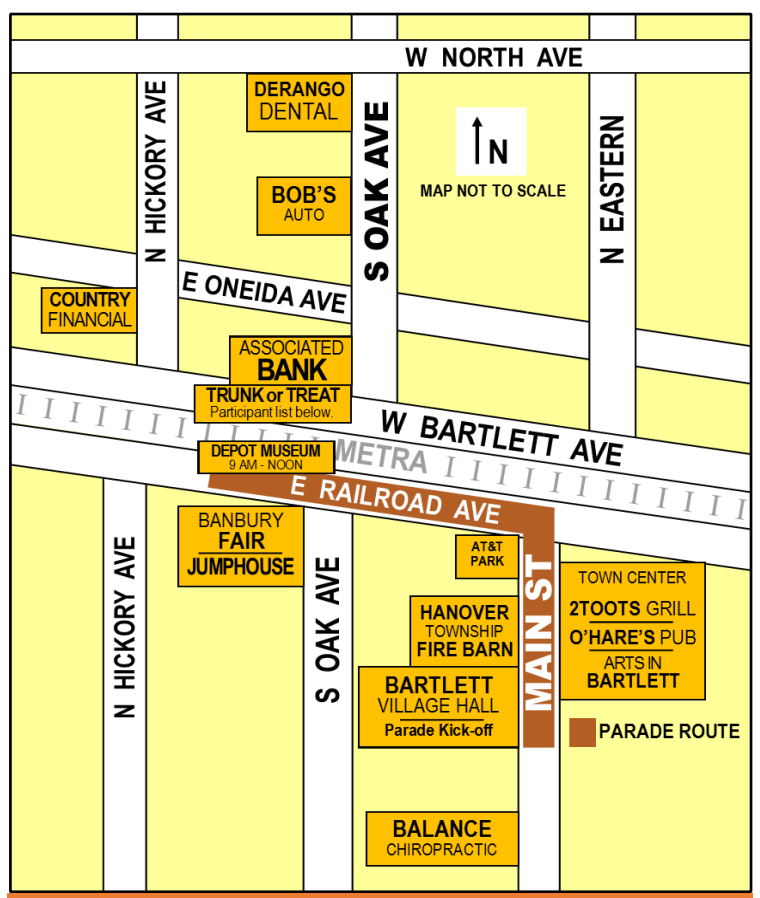 W NORTH AVE
DERANGO
DENTAL
N HICKORY AVE
S OAK AVE
N
MAP NOT TO SCALE
N EASTERN
BOB'S
AUTO
E ONEIDA AVE
COUNTRY
FINANCIAL
ASSOCIATED
BANK
TRUNK or TREAT
Participant list below.
W BARTLETT AVE
METRA
DEPOT MUSEUM
9 AM - NOON
E RAILROAD AVE
BANBURY
FAIR
JUMPHOUSE
N HICKORY AVE
S OAK AVE
AT&T
PARK
MAIN ST
HANOVER
TOWNSHIP
FIRE BARN
TOWN CENTER
2TOOTS GRILL
O'HARE'S PUB
ARTS IN
BARTLETT
BARTLETT
VILLAGE HALL
Parade Kick-off
PARADE ROUTE
BALANCE
CHIROPRACTIC